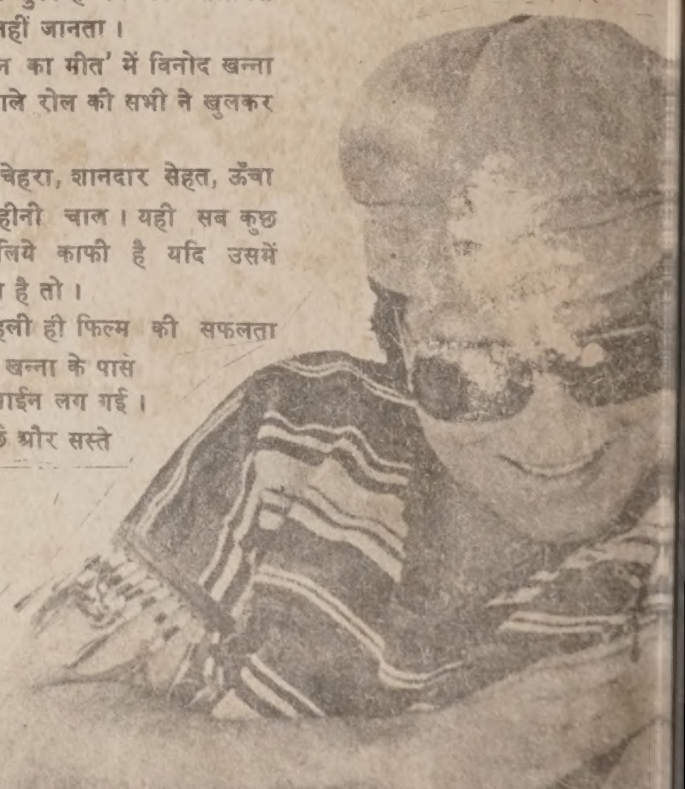 नहीं जानता ।
न का मीत' में विनोद खन्ना
वाले रोल की सभी ने खुलकर
चेहरा, शानदार सेहत, ऊँचा
हीनी चाल । यही सब कुछ
लिये काफी है यदि उसमें
है तो ।
हली ही फिल्म की सफलता
खन्ना के पास
लाईन लग गई ।
और सस्ते